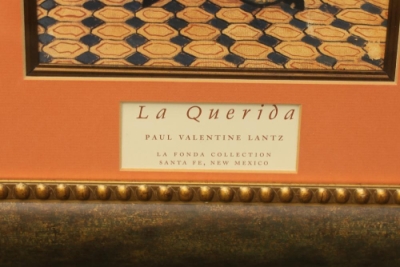 La Querida
PAUL VALENTINE LANTZ
LA FONDA COLLECTION
SANTA FE, NEW MEXICO